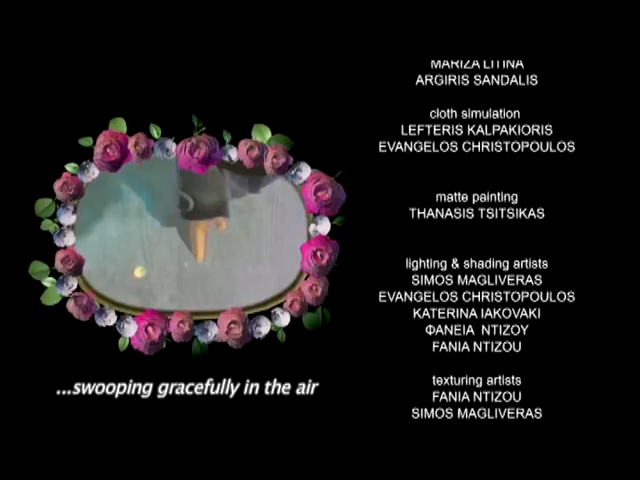 MARIZA LITINA
ARGIRIS SANDALIS
cloth simulation
LEFTERIS KALPAKIORIS
EVANGELOS CHRISTOPOULOS
matte painting
THANASIS TSITSIKAS
lighting & shading artists
SIMOS MAGLIVERAS
EVANGELOS CHRISTOPOULOS
KATERINA IAKOVAKI
ΦΑΝΕΙΑ ΝΤΙΖΟΥ
FANIA NTIZOU
texturing artists
FANIA NTIZOU
SIMOS MAGLIVERAS
...swooping gracefully in the air